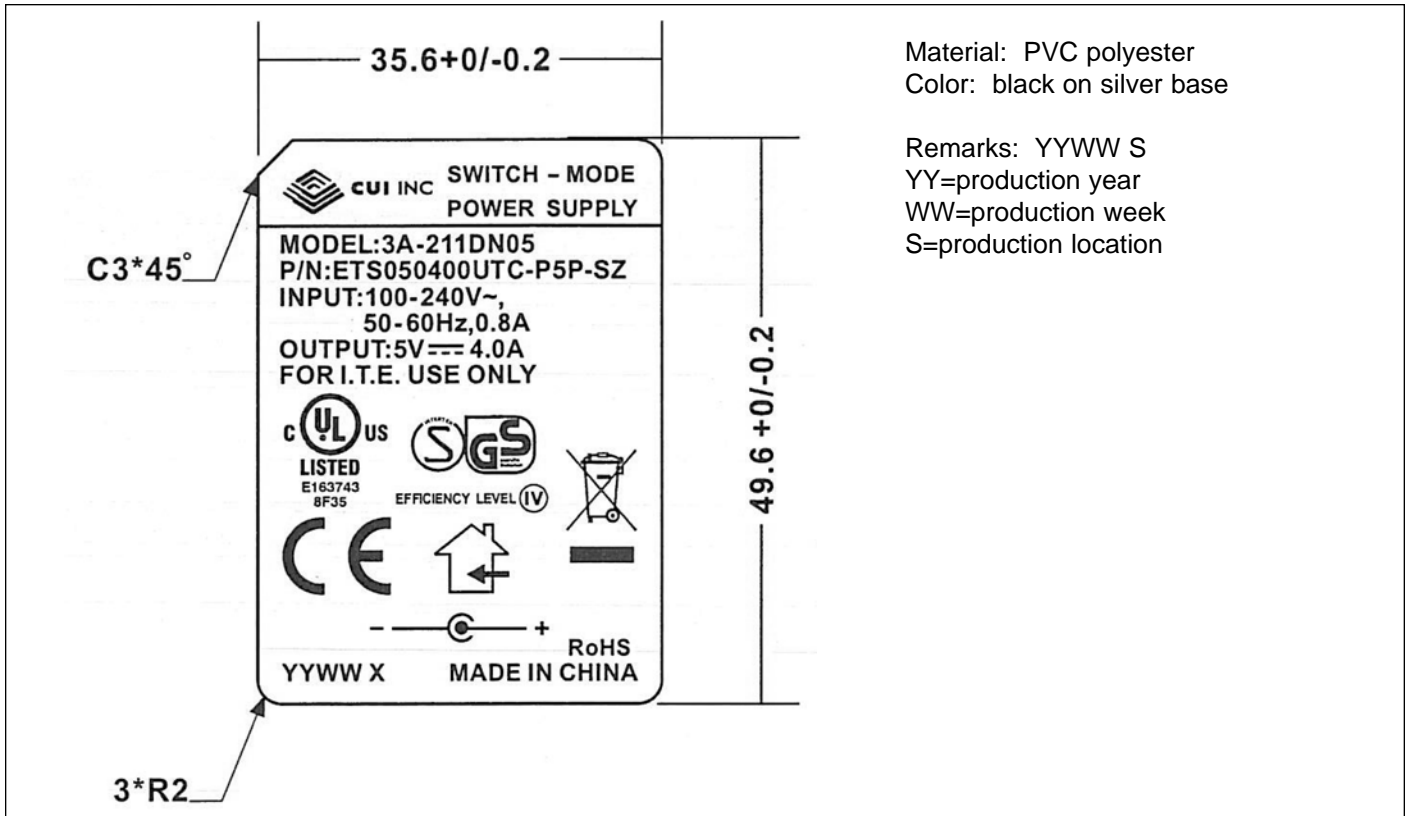 35.6+0/-0.2
Material: PVC polyester
Color: black on silver base
Remarks: YYWW S
YY=production year
WW=production week
S=production location
CUI INC
SWITCH – MODE
POWER SUPPLY
C3*45°
MODEL:3A-211DN05
P/N:ETS050400UTC-P5P-SZ
INPUT:100-240V~,
50-60Hz,0.8A
OUTPUT:5V⎓4.0A
FOR I.T.E. USE ONLY
49.6 +0/-0.2
C UL US
LISTED
E163743
8F35
S
GS
EFFICIENCY LEVEL IV
CE
- +
RoHS
YYWW X MADE IN CHINA
3*R2